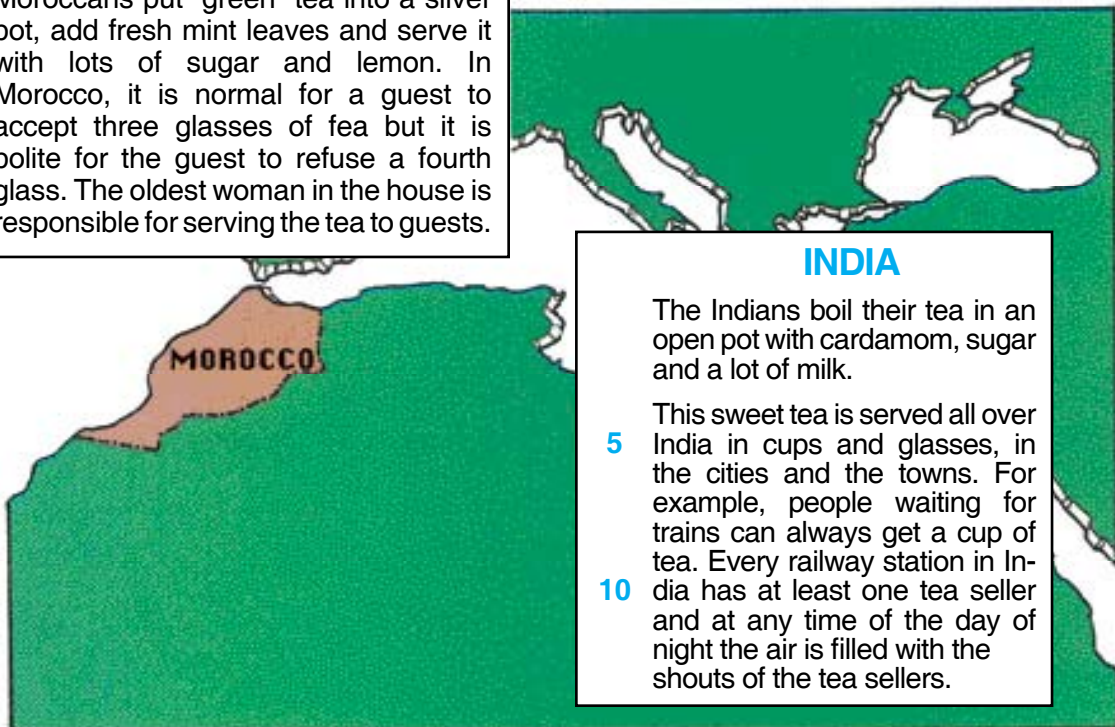 Moroccans put "green" tea into a silver
pot, add fresh mint leaves and serve it
with lots of sugar and lemon. In
Morocco, it is normal for a guest to
accept three glasses of fea but it is
polite for the guest to refuse a fourth
glass. The oldest woman in the house is
responsible for serving the tea to guests.
MOROCCO
INDIA
The Indians boil their tea in an
open pot with cardamom, sugar
and a lot of milk.
This sweet tea is served all over
5 India in cups and glasses, in
the cities and the towns. For
example, people waiting for
trains can always get a cup of
tea. Every railway station in In-
10 dia has at least one tea seller
and at any time of the day of
night the air is filled with the
shouts of the tea sellers.